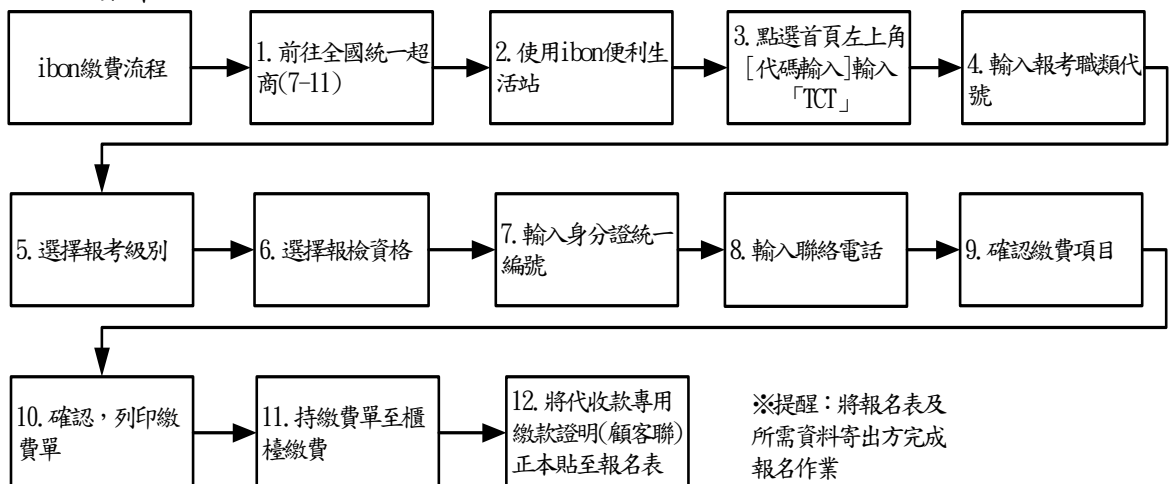 ibon繳費流程
1.前往全國統一超
商(7-11)
2.使用ibon便利生
活站
3.點選首頁左上角
[代碼輸入]輸入
「TCT」
4.輸入報考職類代
號
5.選擇報考級別
6.選擇報檢資格
7.輸入身分證統一
編號
8.輸入聯絡電話
9.確認繳費項目
10.確認，列印繳
費單
11.持繳費單至櫃
檯繳費
12.將代收款專用
繳款證明(顧客聯)
正本貼至報名表
※提醒：將報名表及
所需資料寄出方完成
報名作業